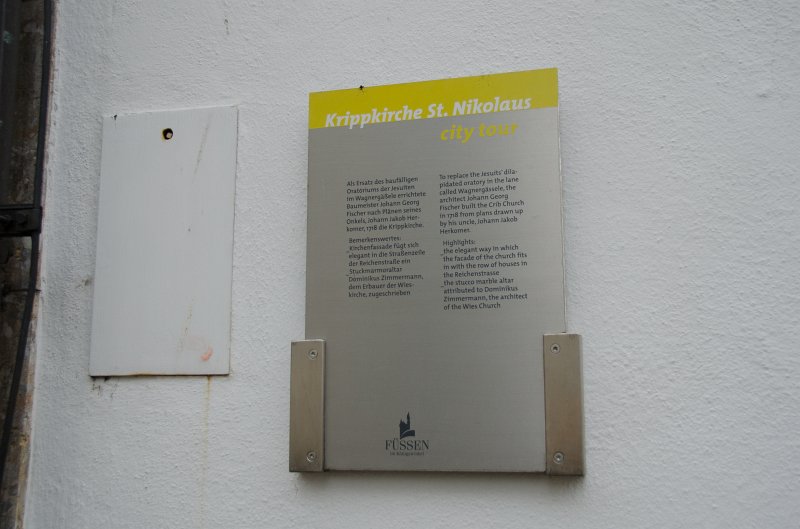 Krippkirche St. Nikolaus
city tour
Als Ersatz des baufälligen
Oratoriums der Jesuiten
im Wagnergäßele errichtete
Baumeister Johann Georg
Fischer nach Plänen seines
Onkels, Johann Jakob Her-
komer, 1718 die Krippkirche.
Bemerkenswertes:
_Kirchenfassade fügt sich
elegant in die Straßenzeile
der Reichenstraße ein
_Stuckmarmoraltar
Dominikus Zimmermann,
dem Erbauer der Wies-
kirche, zugeschrieben
To replace the Jesuits' dila-
pidated oratory in the lane
called Wagnergässele, the
architect Johann Georg
Fischer built the Crib Church
in 1718 from plans drawn up
by his uncle, Johann Jakob
Herkomer.
Highlights:
_the elegant way in which
the facade of the church fits
in with the row of houses in
the Reichenstrasse
_the stucco marble altar
attributed to Dominikus
Zimmermann, the architect
of the Wies Church
FÜSSEN
im Königswinkel